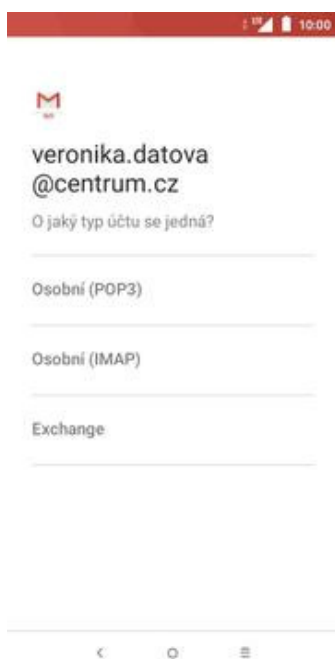 10:00
veronika.datova
@centrum.cz
O jaký typ účtu se jedná?
Osobní (POP3)
Osobní (IMAP)
Exchange